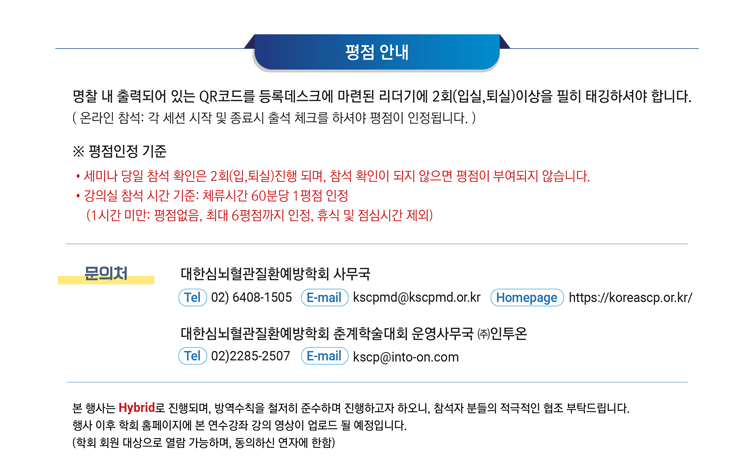 평점 안내
명찰 내 출력되어 있는 QR코드를 등록데스크에 마련된 리더기에 2회(입실,퇴실)이상을 필히 태깅하셔야 합니다.
( 온라인 참석: 각 세션 시작 및 종료시 출석 체크를 하셔야 평점이 인정됩니다. )
※ 평점인정 기준
• 세미나 당일 참석 확인은 2회(입,퇴실)진행 되며, 참석 확인이 되지 않으면 평점이 부여되지 않습니다.
• 강의실 참석 시간 기준: 체류시간 60분당 1평점 인정
(1시간 미만: 평점없음, 최대 6평점까지 인정, 휴식 및 점심시간 제외)
문의처
대한심뇌혈관질환예방학회 사무국
Tel 02) 6408-1505 E-mail kscpmd@kscpmd.or.kr Homepage https://koreascp.or.kr/
대한심뇌혈관질환예방학회 춘계학술대회 운영사무국 ㈜인투온
Tel 02)2285-2507 E-mail kscp@into-on.com
본 행사는 Hybrid로 진행되며, 방역수칙을 철저히 준수하며 진행하고자 하오니, 참석자 분들의 적극적인 협조 부탁드립니다.
행사 이후 학회 홈페이지에 본 연수강좌 강의 영상이 업로드 될 예정입니다.
(학회 회원 대상으로 열람 가능하며, 동의하신 연자에 한함)